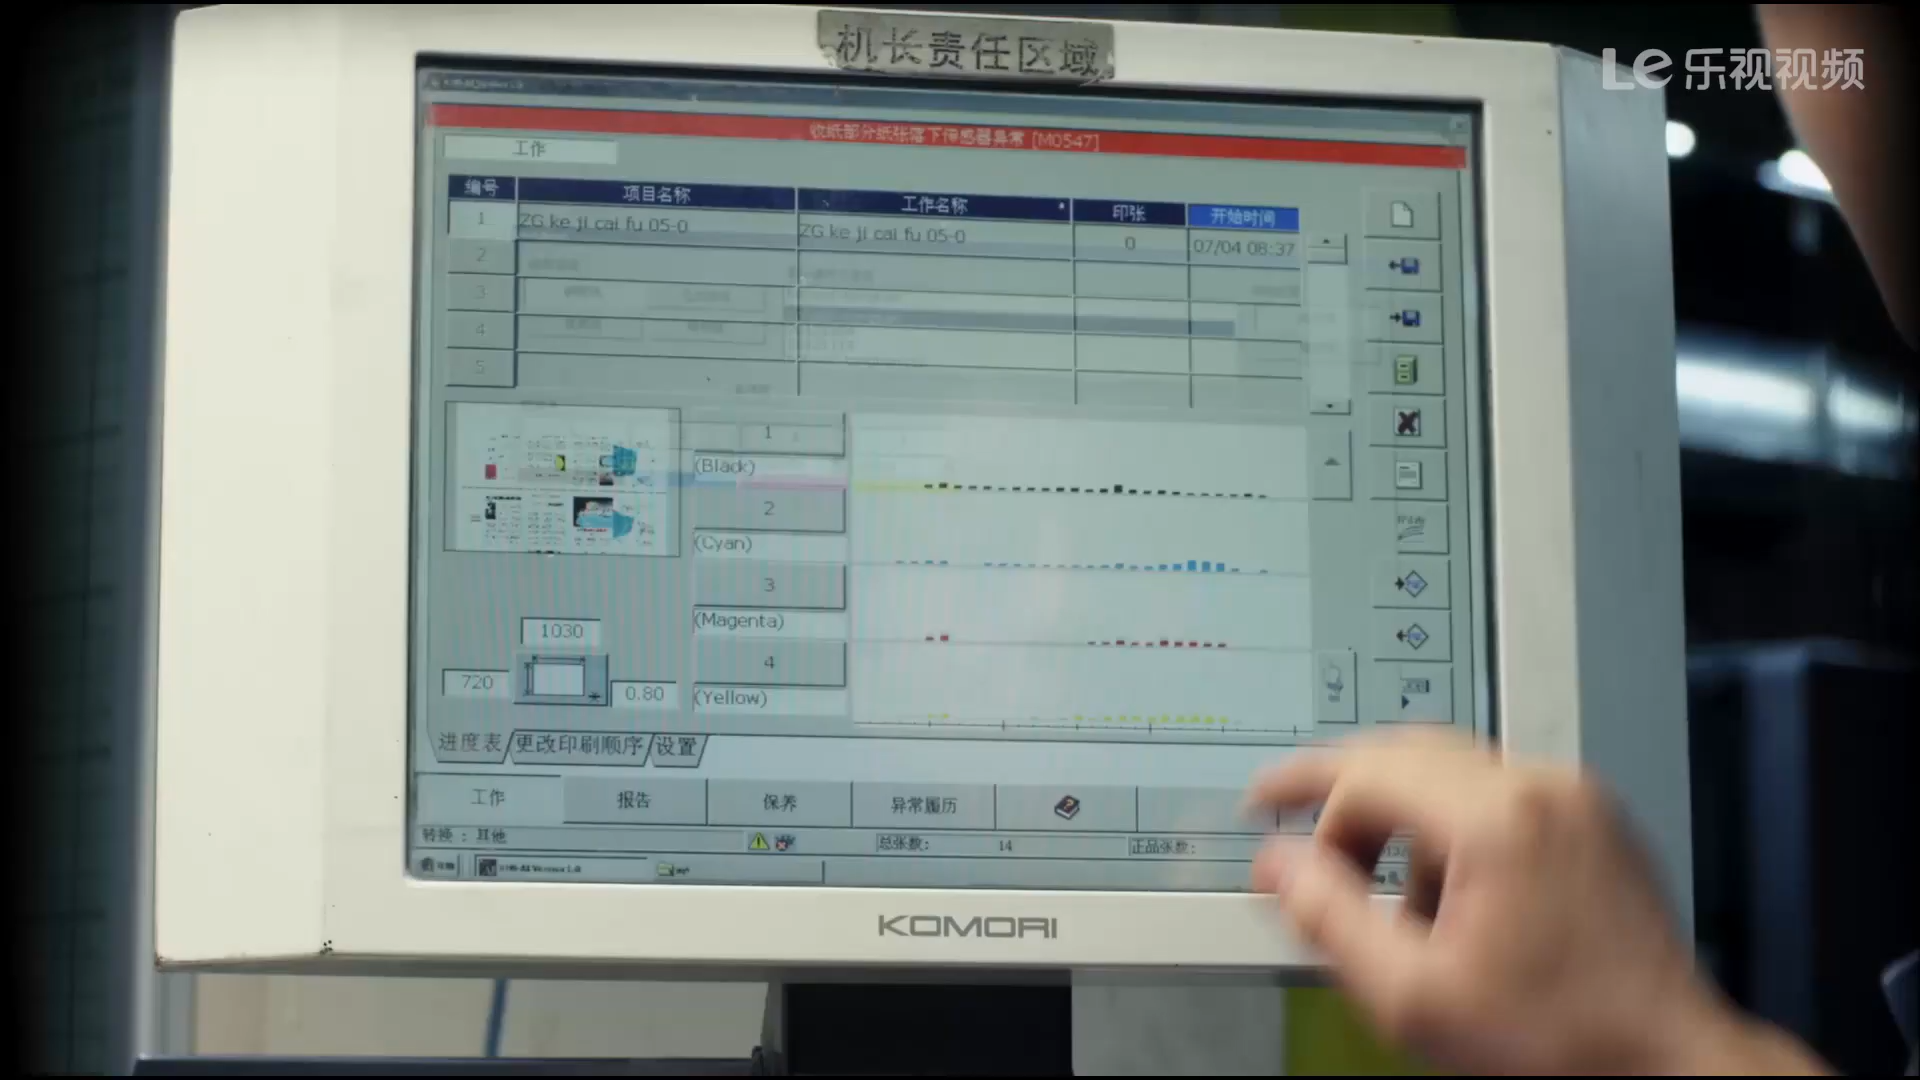 机长责任区域
Le 乐视视频
收纸部分纸张落下传感器异常 [M0547]
工作
编号 项目名称 工作名称 印张 开始时间
1 ZG ke ji cai fu 05-0 ZG ke ji cai fu 05-0 0 07/04 08:37
2
3
4
5
1
(Black)
2
(Cyan)
3
(Magenta)
4
(Yellow)
1030
720
0.80
进度表 更改印刷顺序 设置
工作 报告 保养 异常履历
转换 : 其他 总张数: 14 正品张数:
KOMORI